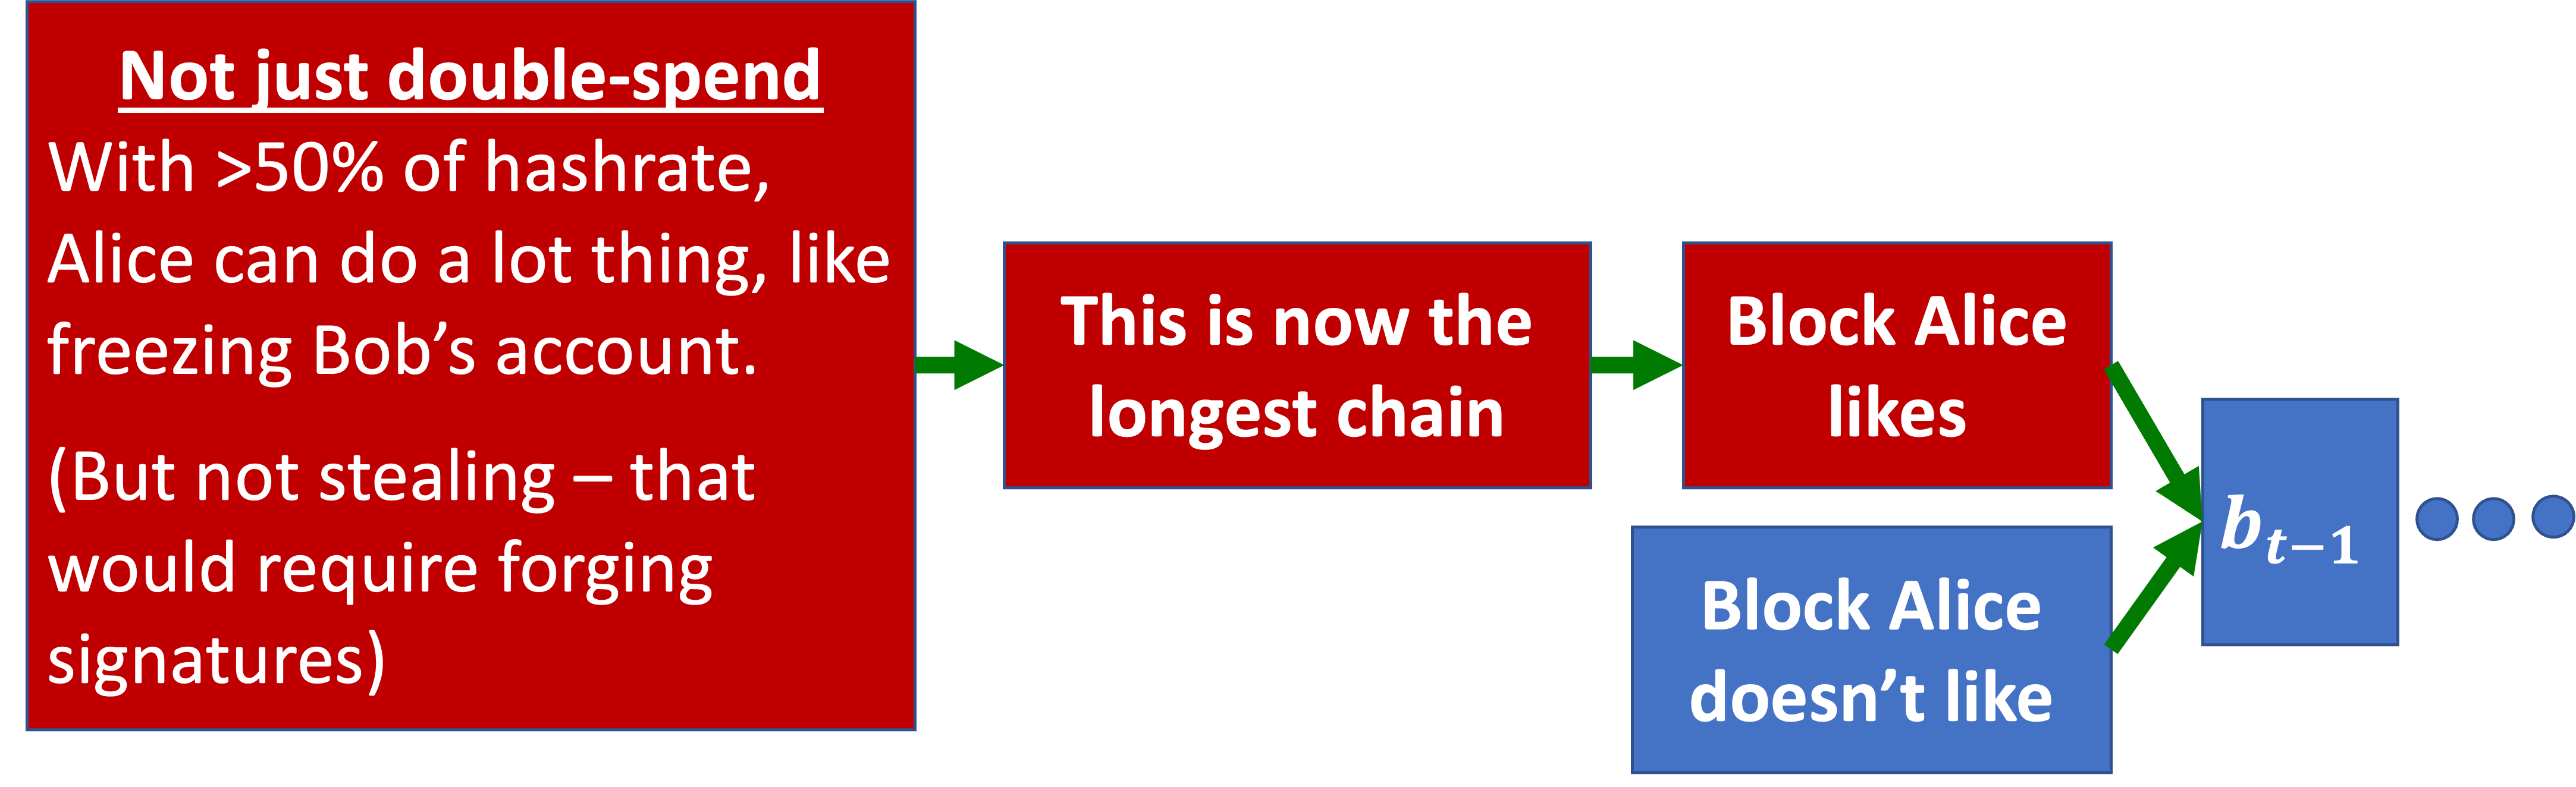 Not just double-spend
With >50% of hashrate,
Alice can do a lot thing, like
freezing Bob’s account.
(But not stealing – that
would require forging
signatures)
This is now the
longest chain
Block Alice
likes
Block Alice
doesn’t like
b_{t−1}